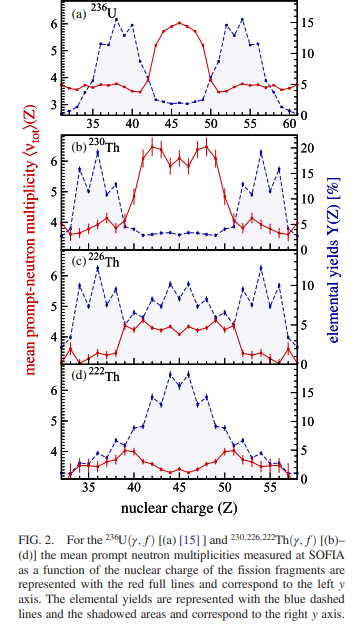 (a) ²³⁶U
6
5
4
3
15
10
5
0
35 40 45 50 55 60
(b) ²³⁰Th
6
5
4
20
15
10
5
0
(c) ²²⁶Th
6
5
4
10
5
0
(d) ²²²Th
6
5
4
15
10
5
0
35 40 45 50 55
nuclear charge (Z)
mean prompt-neutron multiplicity ⟨νtot⟩(Z)
elemental yields Y(Z) [%]
FIG. 2. For the ²³⁶U(γ, f) [(a) [15] ] and ²³⁰,²²⁶,²²²Th(γ, f) [(b)–
(d)] the mean prompt neutron multiplicities measured at SOFIA
as a function of the nuclear charge of the fission fragments are
represented with the red full lines and correspond to the left y
axis. The elemental yields are represented with the blue dashed
lines and the shadowed areas and correspond to the right y axis.